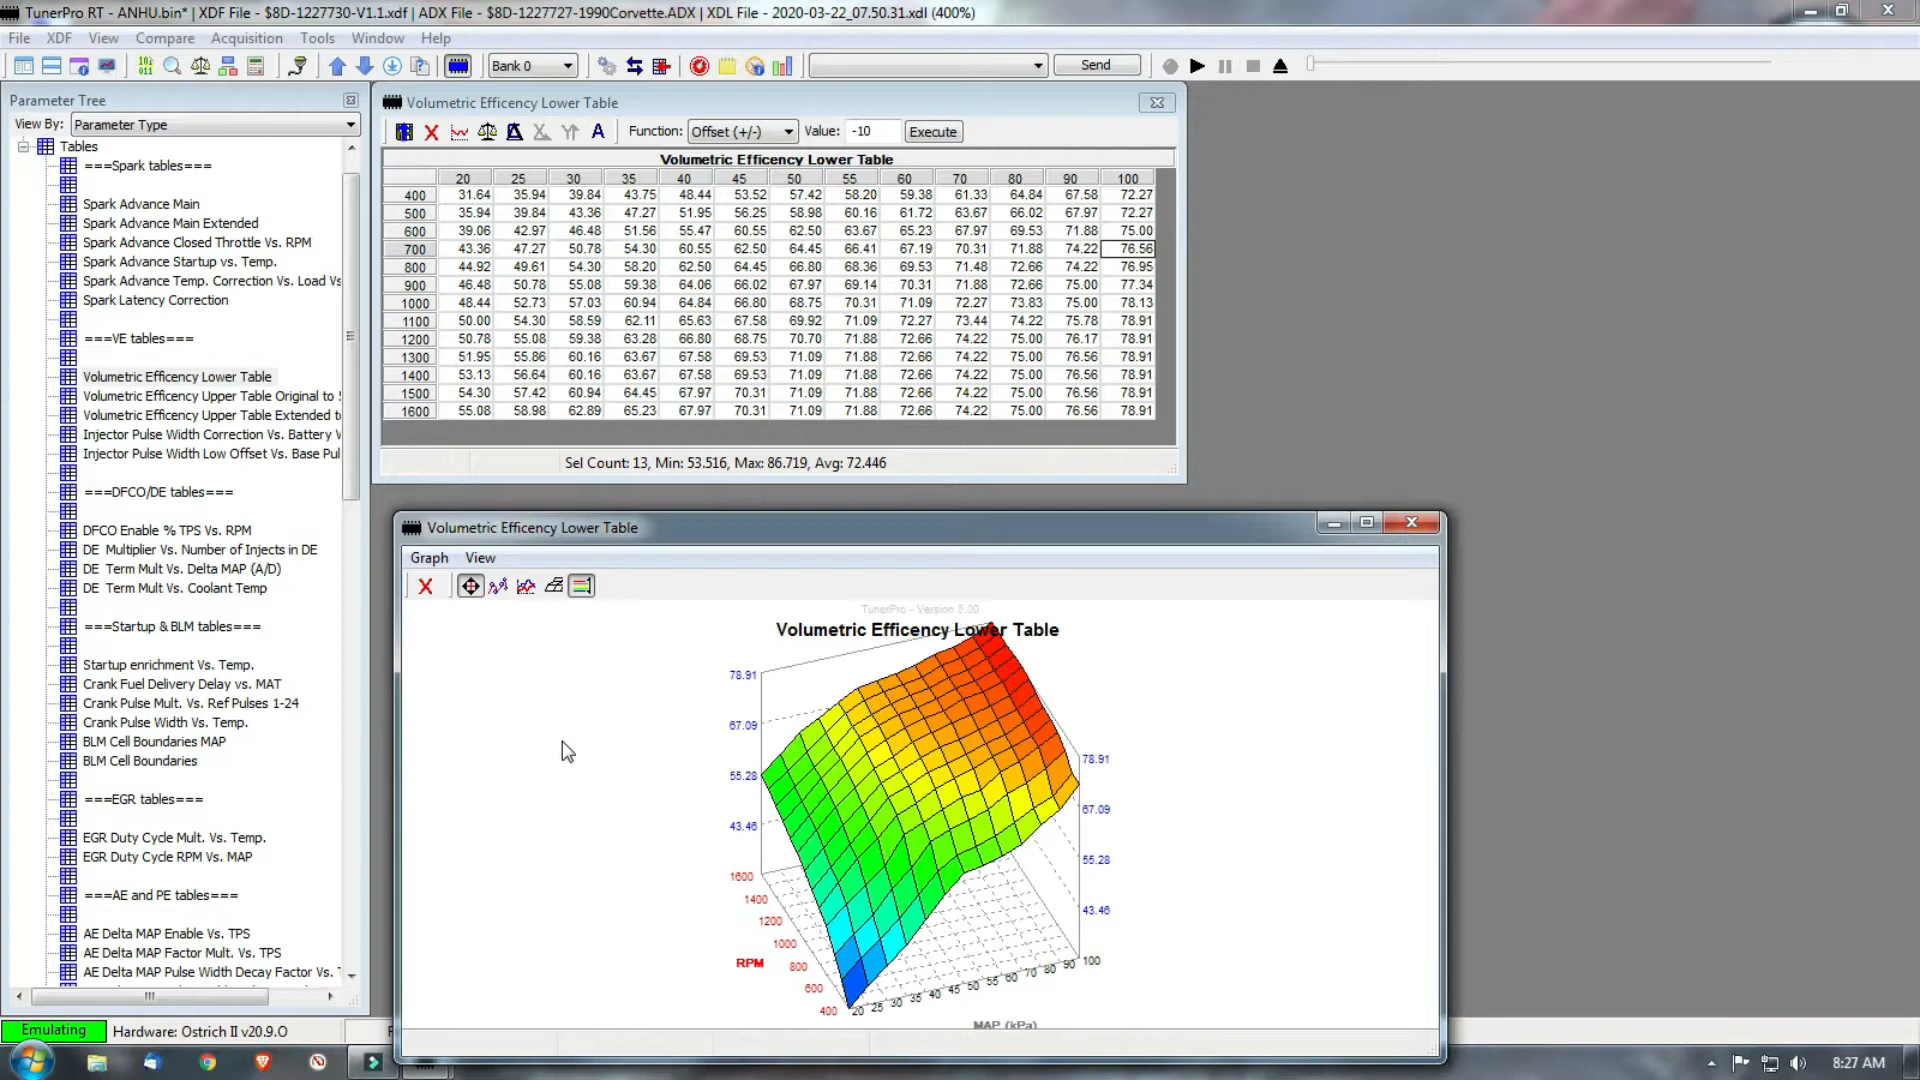 TunerPro RT - ANHU.bin* | XDF File - $8D-1227730-V1.1.xdf | ADX File - $8D-1227727-1990Corvette.ADX | XDL File - 2020-03-22_07.50.31.xdl (400%)
File XDF View Compare Acquisition Tools Window Help
Bank 0 Send
Parameter Tree
View By: Parameter Type
Tables
===Spark tables===
Spark Advance Main
Spark Advance Main Extended
Spark Advance Closed Throttle Vs. RPM
Spark Advance Startup vs. Temp.
Spark Advance Temp. Correction Vs. Load Vs
Spark Latency Correction
===VE tables===
Volumetric Efficency Lower Table
Volumetric Efficency Upper Table Original to 5
Volumetric Efficency Upper Table Extended to
Injector Pulse Width Correction Vs. Battery V
Injector Pulse Width Low Offset Vs. Base Pul
===DFCO/DE tables===
DFCO Enable % TPS Vs. RPM
DE Multiplier Vs. Number of Injects in DE
DE Term Mult Vs. Delta MAP (A/D)
DE Term Mult Vs. Coolant Temp
===Startup & BLM tables===
Startup enrichment Vs. Temp.
Crank Fuel Delivery Delay vs. MAT
Crank Pulse Mult. Vs. Ref Pulses 1-24
Crank Pulse Width Vs. Temp.
BLM Cell Boundaries MAP
BLM Cell Boundaries
===EGR tables===
EGR Duty Cycle Mult. Vs. Temp.
EGR Duty Cycle RPM Vs. MAP
===AE and PE tables===
AE Delta MAP Enable Vs. TPS
AE Delta MAP Factor Mult. Vs. TPS
AE Delta MAP Pulse Width Decay Factor Vs. T
Emulating Hardware: Ostrich II v20.9.O
Volumetric Efficency Lower Table
Function: Offset (+/-) Value: -10 Execute
Volumetric Efficency Lower Table
20 25 30 35 40 45 50 55 60 70 80 90 100
400 31.64 35.94 39.84 43.75 48.44 53.52 57.42 58.20 59.38 61.33 64.84 67.58 72.27
500 35.94 39.84 43.36 47.27 51.95 56.25 58.98 60.16 61.72 63.67 66.02 67.97 72.27
600 39.06 42.97 46.48 51.56 55.47 60.55 62.50 63.67 65.23 67.97 69.53 71.88 75.00
700 43.36 47.27 50.78 54.30 60.55 62.50 64.45 66.41 67.19 70.31 71.88 74.22 76.56
800 44.92 49.61 54.30 58.20 62.50 64.45 66.80 68.36 69.53 71.48 72.66 74.22 76.95
900 46.48 50.78 55.08 59.38 64.06 66.02 67.97 69.14 70.31 71.88 72.66 75.00 77.34
1000 48.44 52.73 57.03 60.94 64.84 66.80 68.75 70.31 71.09 72.27 73.83 75.00 78.13
1100 50.00 54.30 58.59 62.11 65.63 67.58 69.92 71.09 72.27 73.44 74.22 75.78 78.91
1200 50.78 55.08 59.38 63.28 66.80 68.75 70.70 71.88 72.66 74.22 75.00 76.17 78.91
1300 51.95 55.86 60.16 63.67 67.58 69.53 71.09 71.88 72.66 74.22 75.00 76.56 78.91
1400 53.13 56.64 60.16 63.67 67.58 69.53 71.09 71.88 72.66 74.22 75.00 76.56 78.91
1500 54.30 57.42 60.94 64.45 67.97 70.31 71.09 71.88 72.66 74.22 75.00 76.56 78.91
1600 55.08 58.98 62.89 65.23 67.97 70.31 71.09 71.88 72.66 74.22 75.00 76.56 78.91
Sel Count: 13, Min: 53.516, Max: 86.719, Avg: 72.446
Volumetric Efficency Lower Table
Graph View
TunerPro - Version 5.00
Volumetric Efficency Lower Table
78.91
67.09
55.28
43.46
78.91
67.09
55.28
43.46
1600
1400
1200
1000
800
600
400
RPM
20 25 30 35 40 45 50 55 60 70 80 90 100
MAP (kPa)
8:27 AM